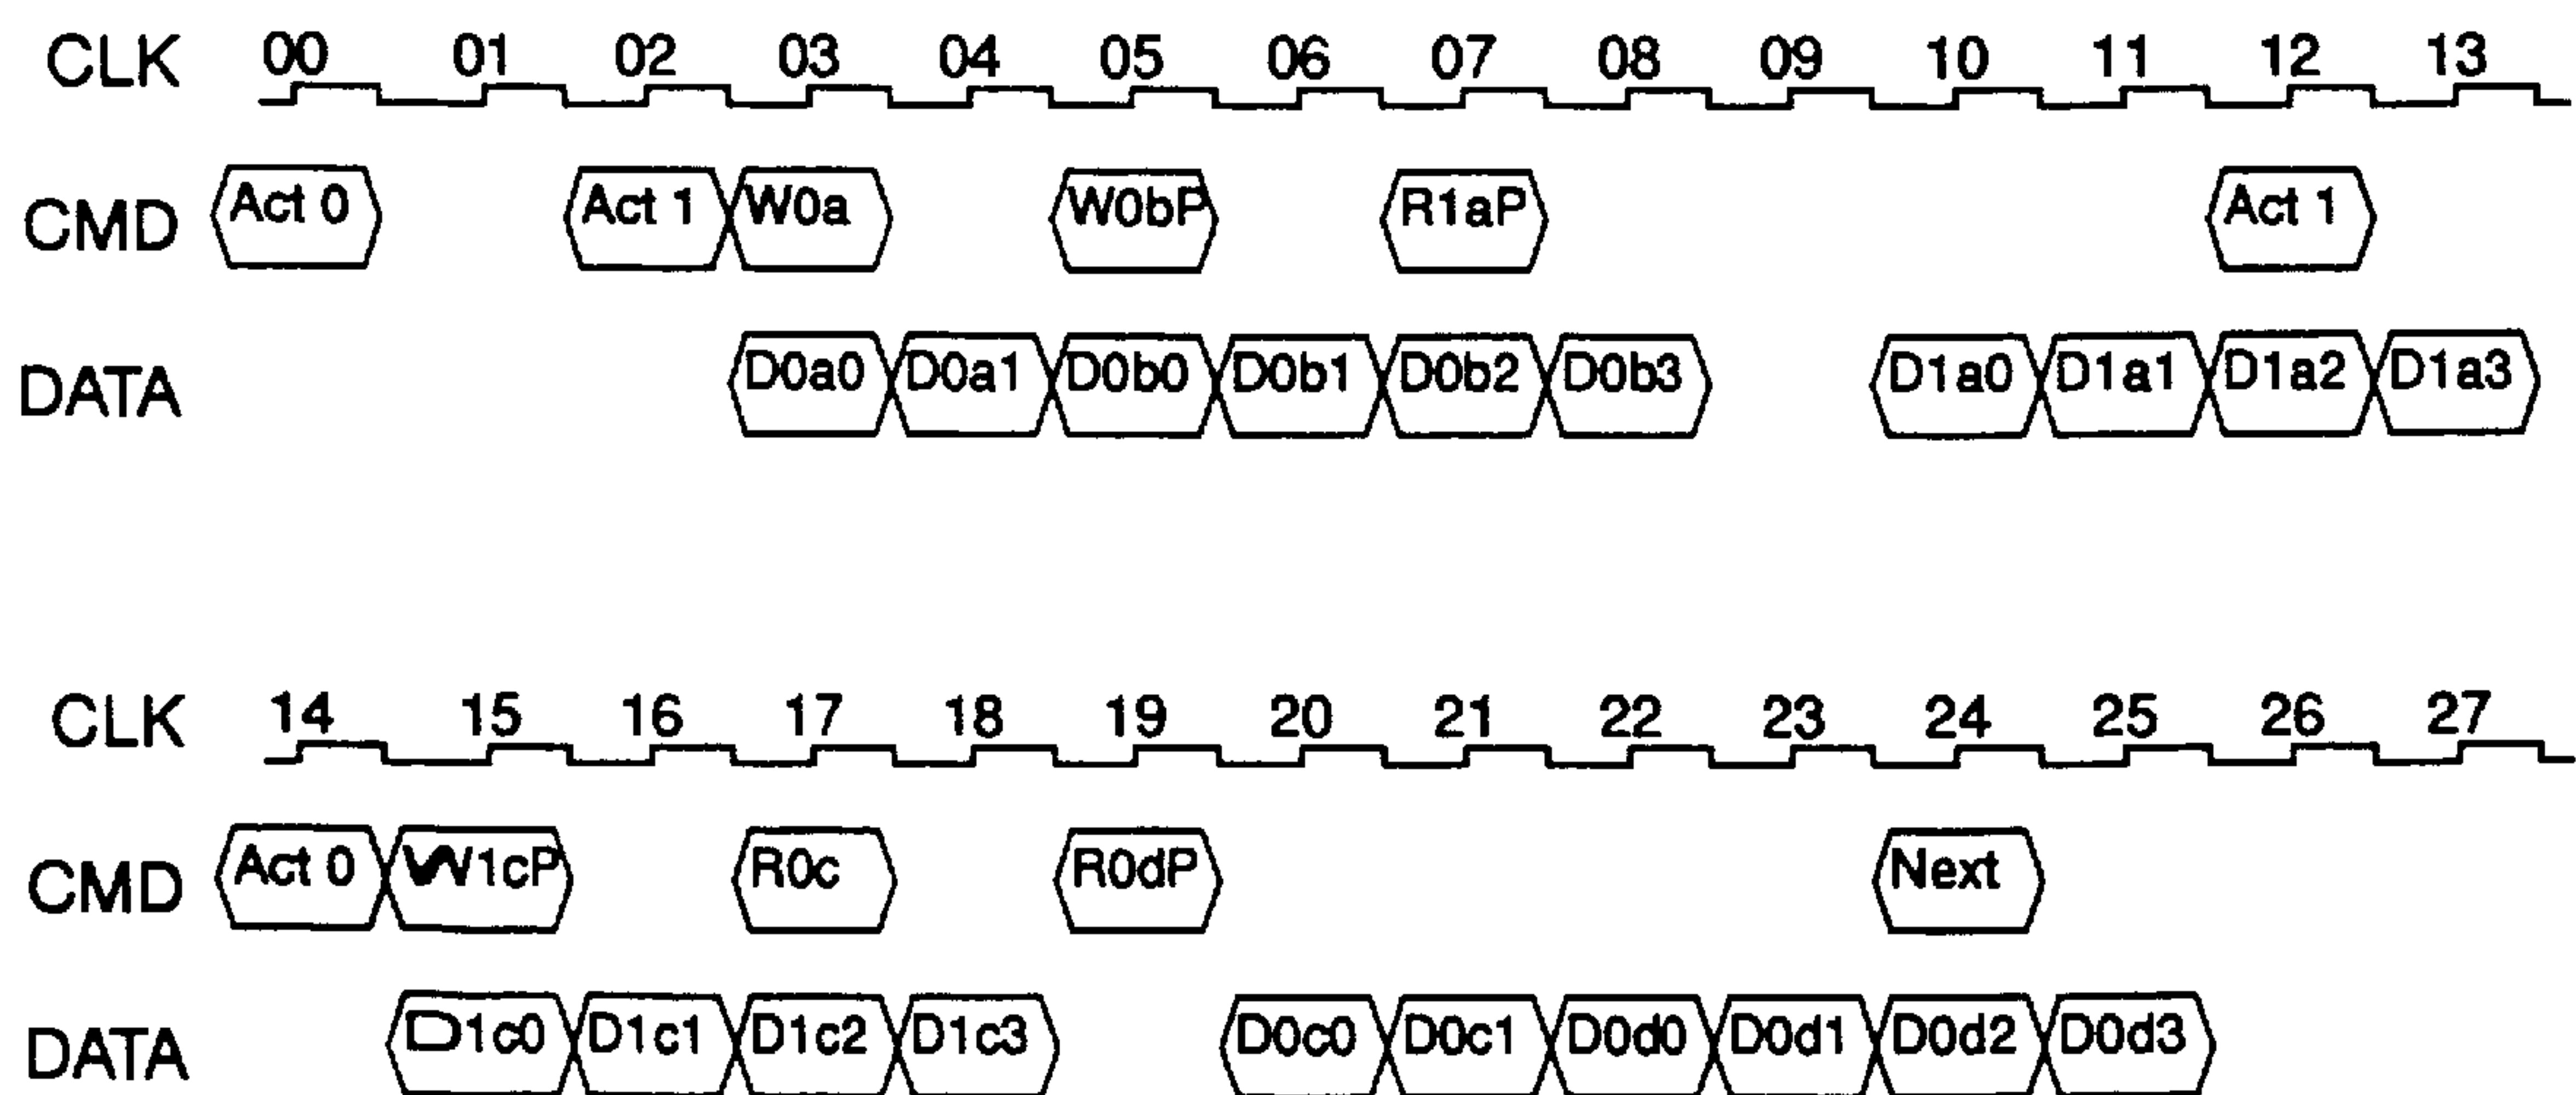 CLK 00 01 02 03 04 05 06 07 08 09 10 11 12 13
CMD Act 0 Act 1 W0a W0bP R1aP Act 1
DATA D0a0 D0a1 D0b0 D0b1 D0b2 D0b3 D1a0 D1a1 D1a2 D1a3
CLK 14 15 16 17 18 19 20 21 22 23 24 25 26 27
CMD Act 0 W1cP R0c R0dP Next
DATA D1c0 D1c1 D1c2 D1c3 D0c0 D0c1 D0d0 D0d1 D0d2 D0d3